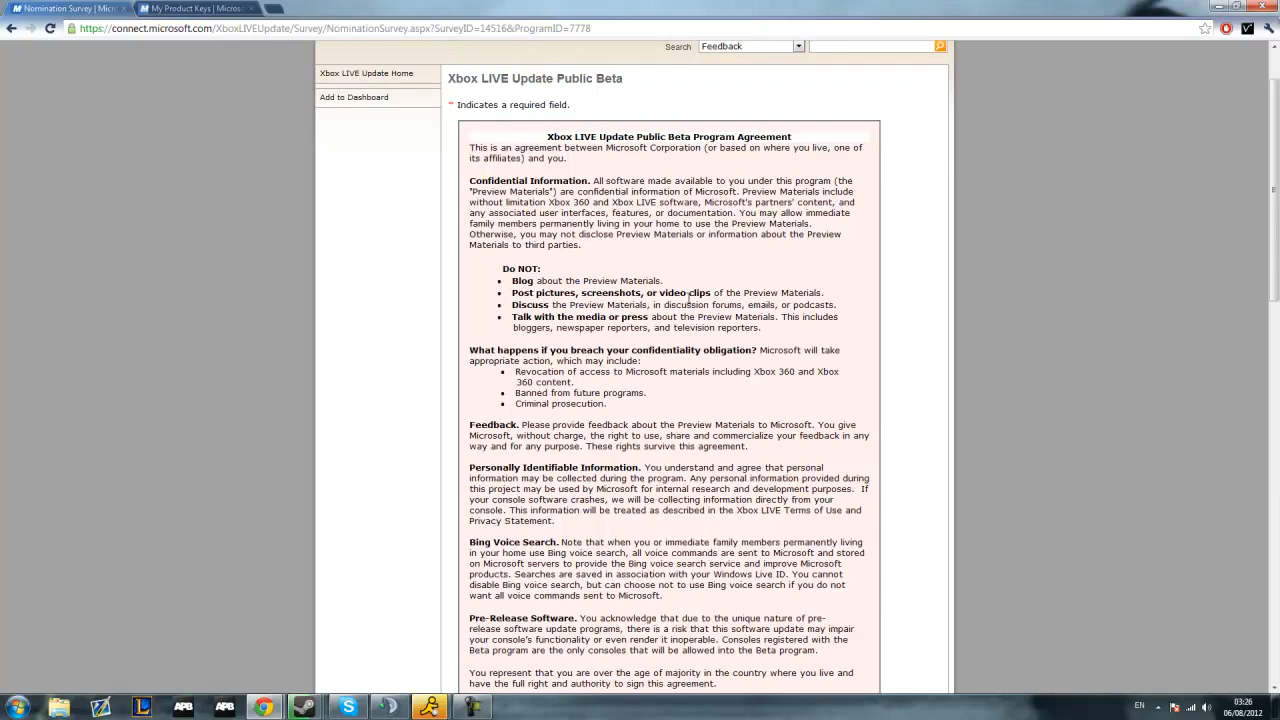 Nomination Survey | Micr
My Product Keys | Microso
https://connect.microsoft.com/XboxLIVEUpdate/Survey/NominationSurvey.aspx?SurveyID=14516&ProgramID=7778
Search Feedback
Xbox LIVE Update Home
Add to Dashboard
Xbox LIVE Update Public Beta
* Indicates a required field.
Xbox LIVE Update Public Beta Program Agreement
This is an agreement between Microsoft Corporation (or based on where you live, one of
its affiliates) and you.
Confidential Information. All software made available to you under this program (the
"Preview Materials") are confidential information of Microsoft. Preview Materials include
without limitation Xbox 360 and Xbox LIVE software, Microsoft's partners' content, and
any associated user interfaces, features, or documentation. You may allow immediate
family members permanently living in your home to use the Preview Materials.
Otherwise, you may not disclose Preview Materials or information about the Preview
Materials to third parties.
Do NOT:
• Blog about the Preview Materials.
• Post pictures, screenshots, or video clips of the Preview Materials.
• Discuss the Preview Materials, in discussion forums, emails, or podcasts.
• Talk with the media or press about the Preview Materials. This includes
bloggers, newspaper reporters, and television reporters.
What happens if you breach your confidentiality obligation? Microsoft will take
appropriate action, which may include:
• Revocation of access to Microsoft materials including Xbox 360 and Xbox
360 content.
• Banned from future programs.
• Criminal prosecution.
Feedback. Please provide feedback about the Preview Materials to Microsoft. You give
Microsoft, without charge, the right to use, share and commercialize your feedback in any
way and for any purpose. These rights survive this agreement.
Personally Identifiable Information. You understand and agree that personal
information may be collected during the program. Any personal information provided during
this project may be used by Microsoft for internal research and development purposes. If
your console software crashes, we will be collecting information directly from your
console. This information will be treated as described in the Xbox LIVE Terms of Use and
Privacy Statement.
Bing Voice Search. Note that when you or immediate family members permanently living
in your home use Bing voice search, all voice commands are sent to Microsoft and stored
on Microsoft servers to provide the Bing voice search service and improve Microsoft
products. Searches are saved in association with your Windows Live ID. You cannot
disable Bing voice search, but can choose not to use Bing voice search if you do not
want all voice commands sent to Microsoft.
Pre-Release Software. You acknowledge that due to the unique nature of pre-
release software update programs, there is a risk that this software update may impair
your console's functionality or even render it inoperable. Consoles registered with the
Beta program are the only consoles that will be allowed into the Beta program.
You represent that you are over the age of majority in the country where you live and
have the full right and authority to sign this agreement.
APB
APB
EN
03:26
06/08/2012